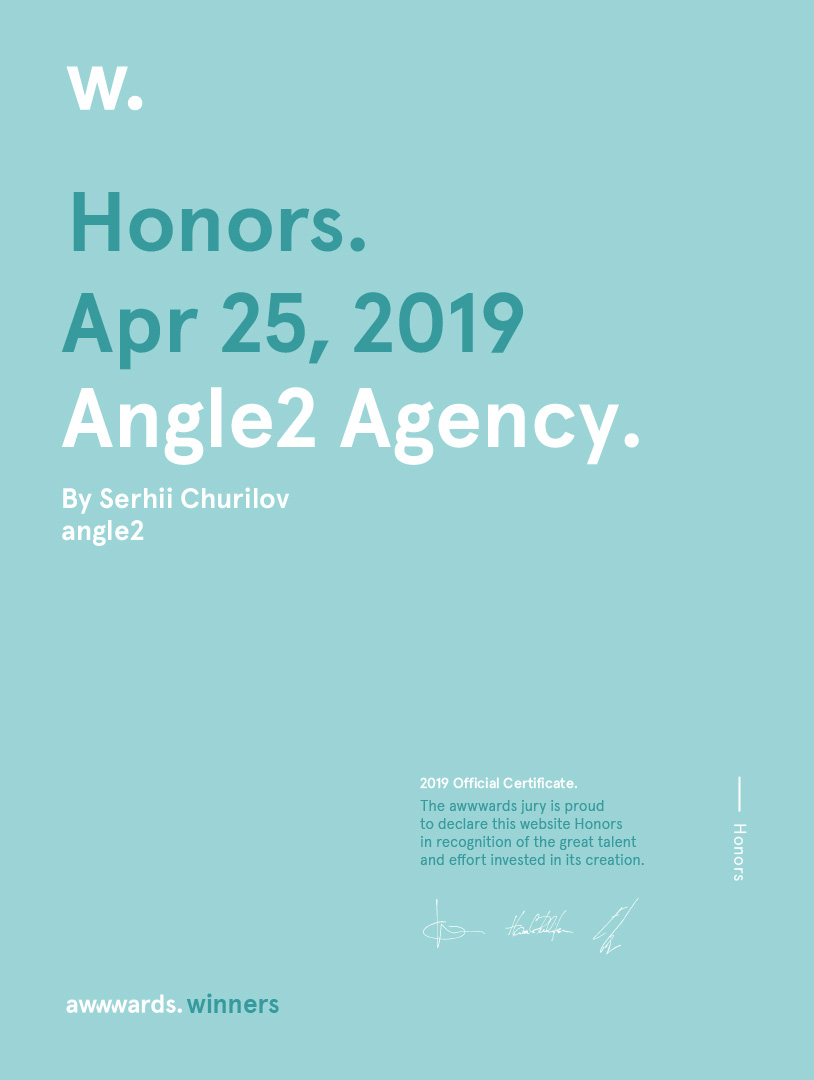 w.
Honors.
Apr 25, 2019
Angle2 Agency.
By Serhii Churilov
angle2
2019 Official Certificate.
The awwwards jury is proud
to declare this website Honors
in recognition of the great talent
and effort invested in its creation.
Honors
awwwards. winners